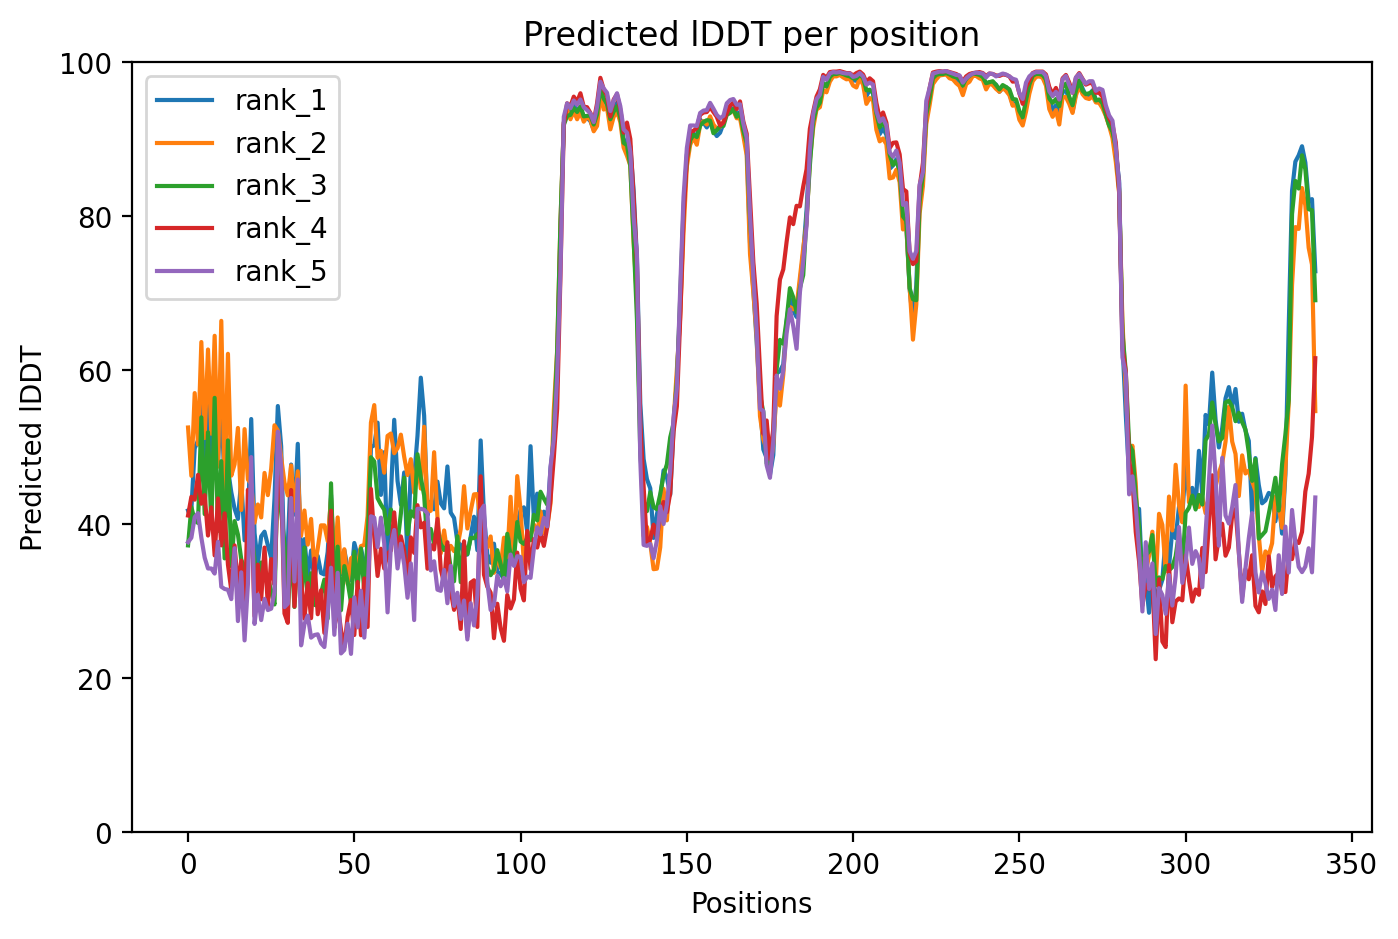 Predicted lDDT per position
100
80
60
40
20
0
Predicted lDDT
rank_1
rank_2
rank_3
rank_4
rank_5
0 50 100 150 200 250 300 350
Positions